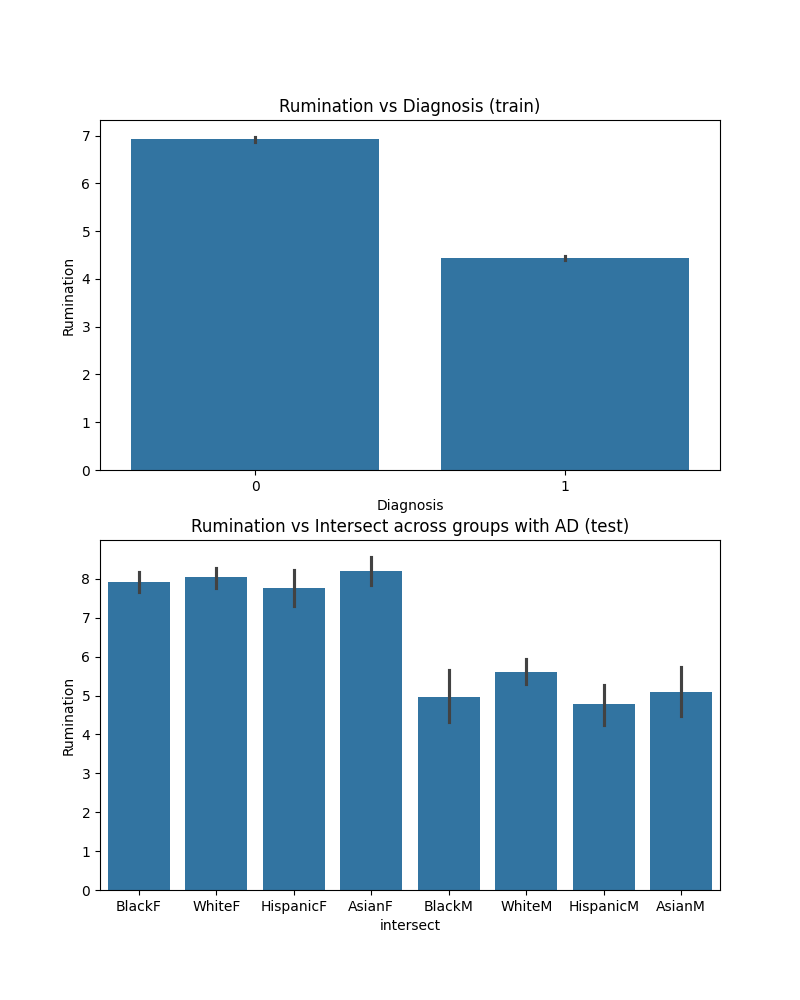 Rumination vs Diagnosis (train)
7
6
5
4
3
2
1
0
Rumination
0 1
Diagnosis
Rumination vs Intersect across groups with AD (test)
8
7
6
5
4
3
2
1
0
Rumination
BlackF WhiteF HispanicF AsianF BlackM WhiteM HispanicM AsianM
intersect